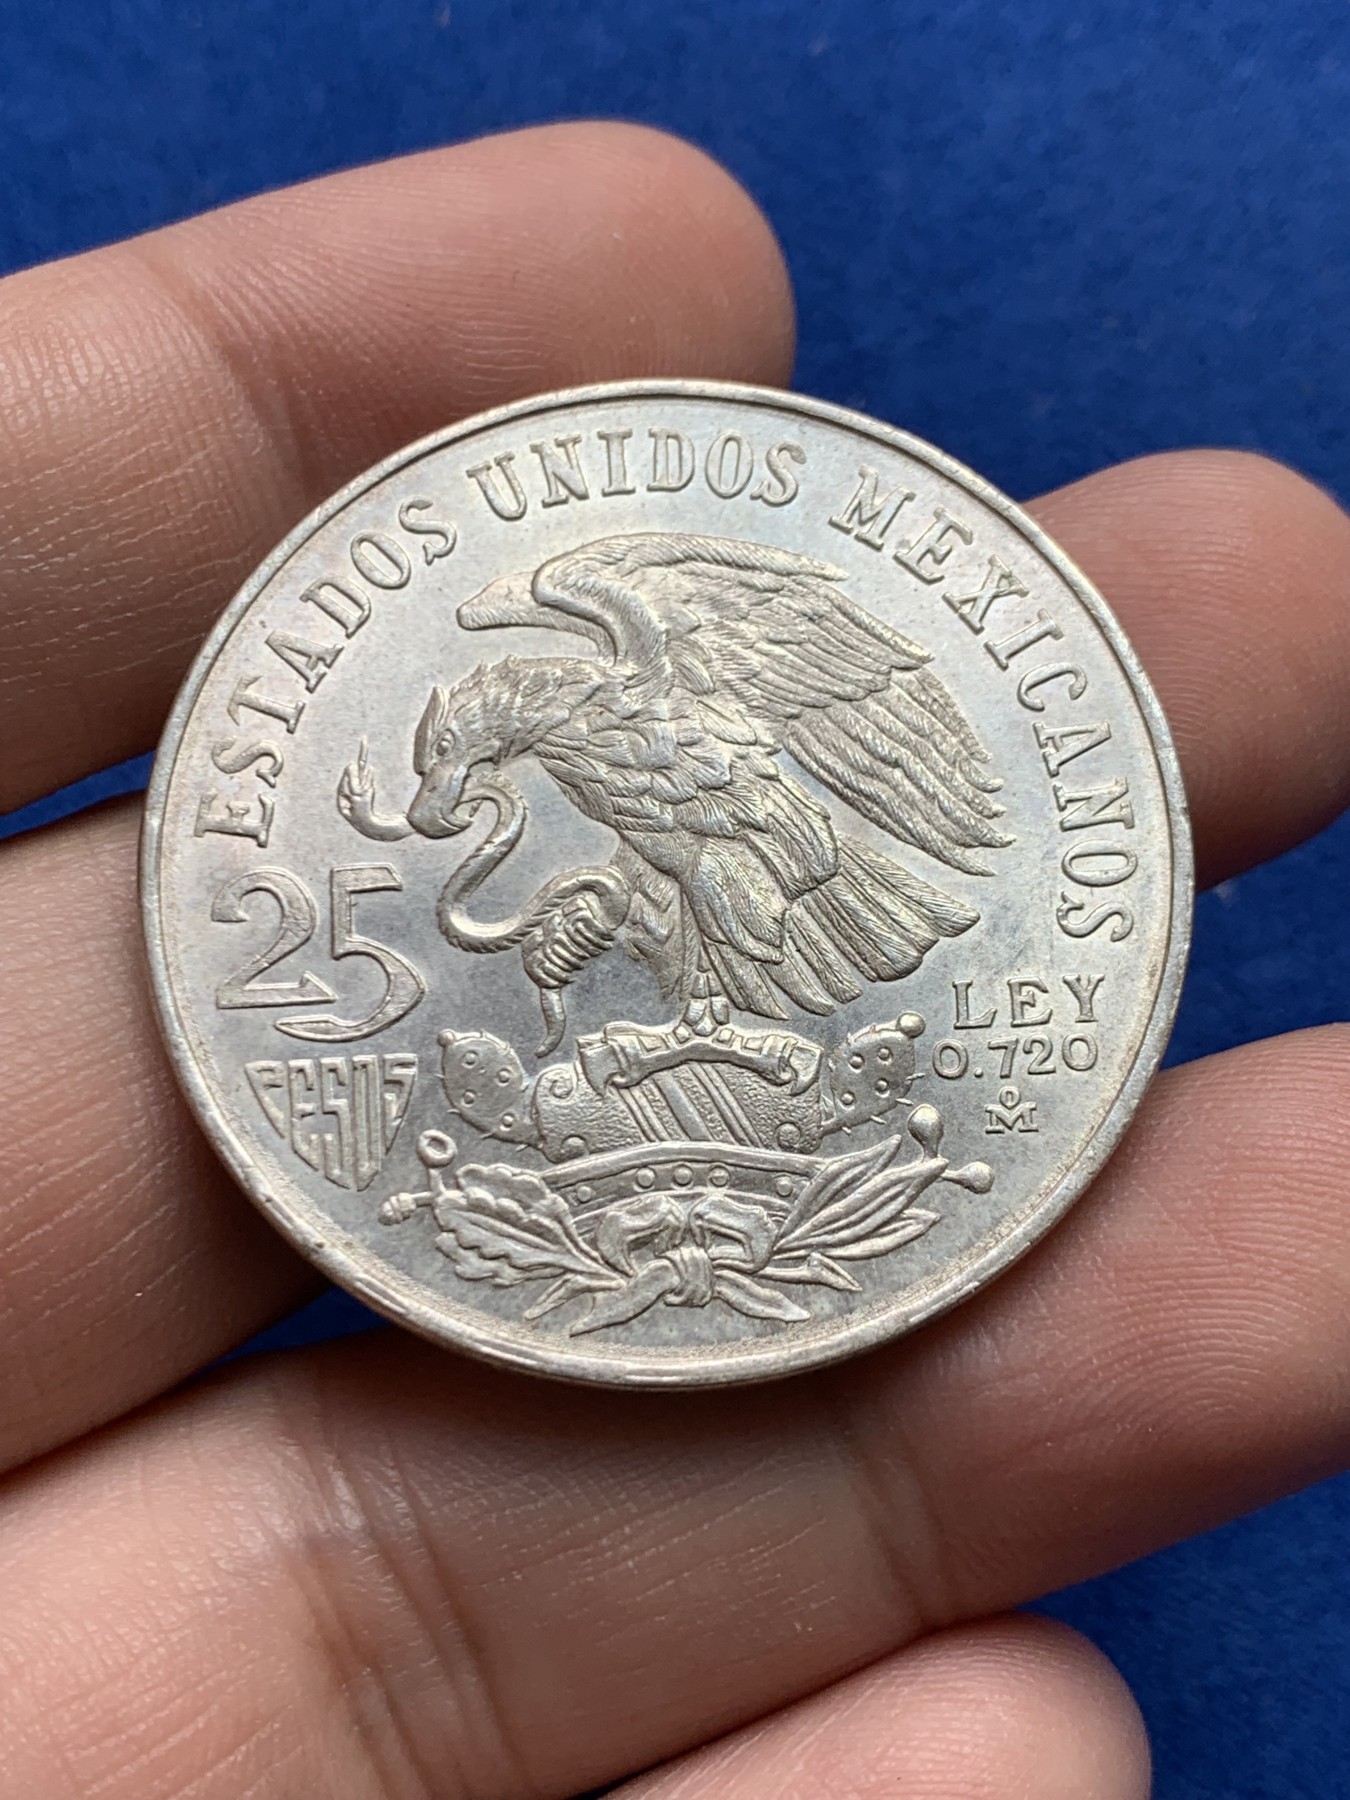 ESTADOS UNIDOS MEXICANOS
25
PESOS
LEY
0.720
Mo